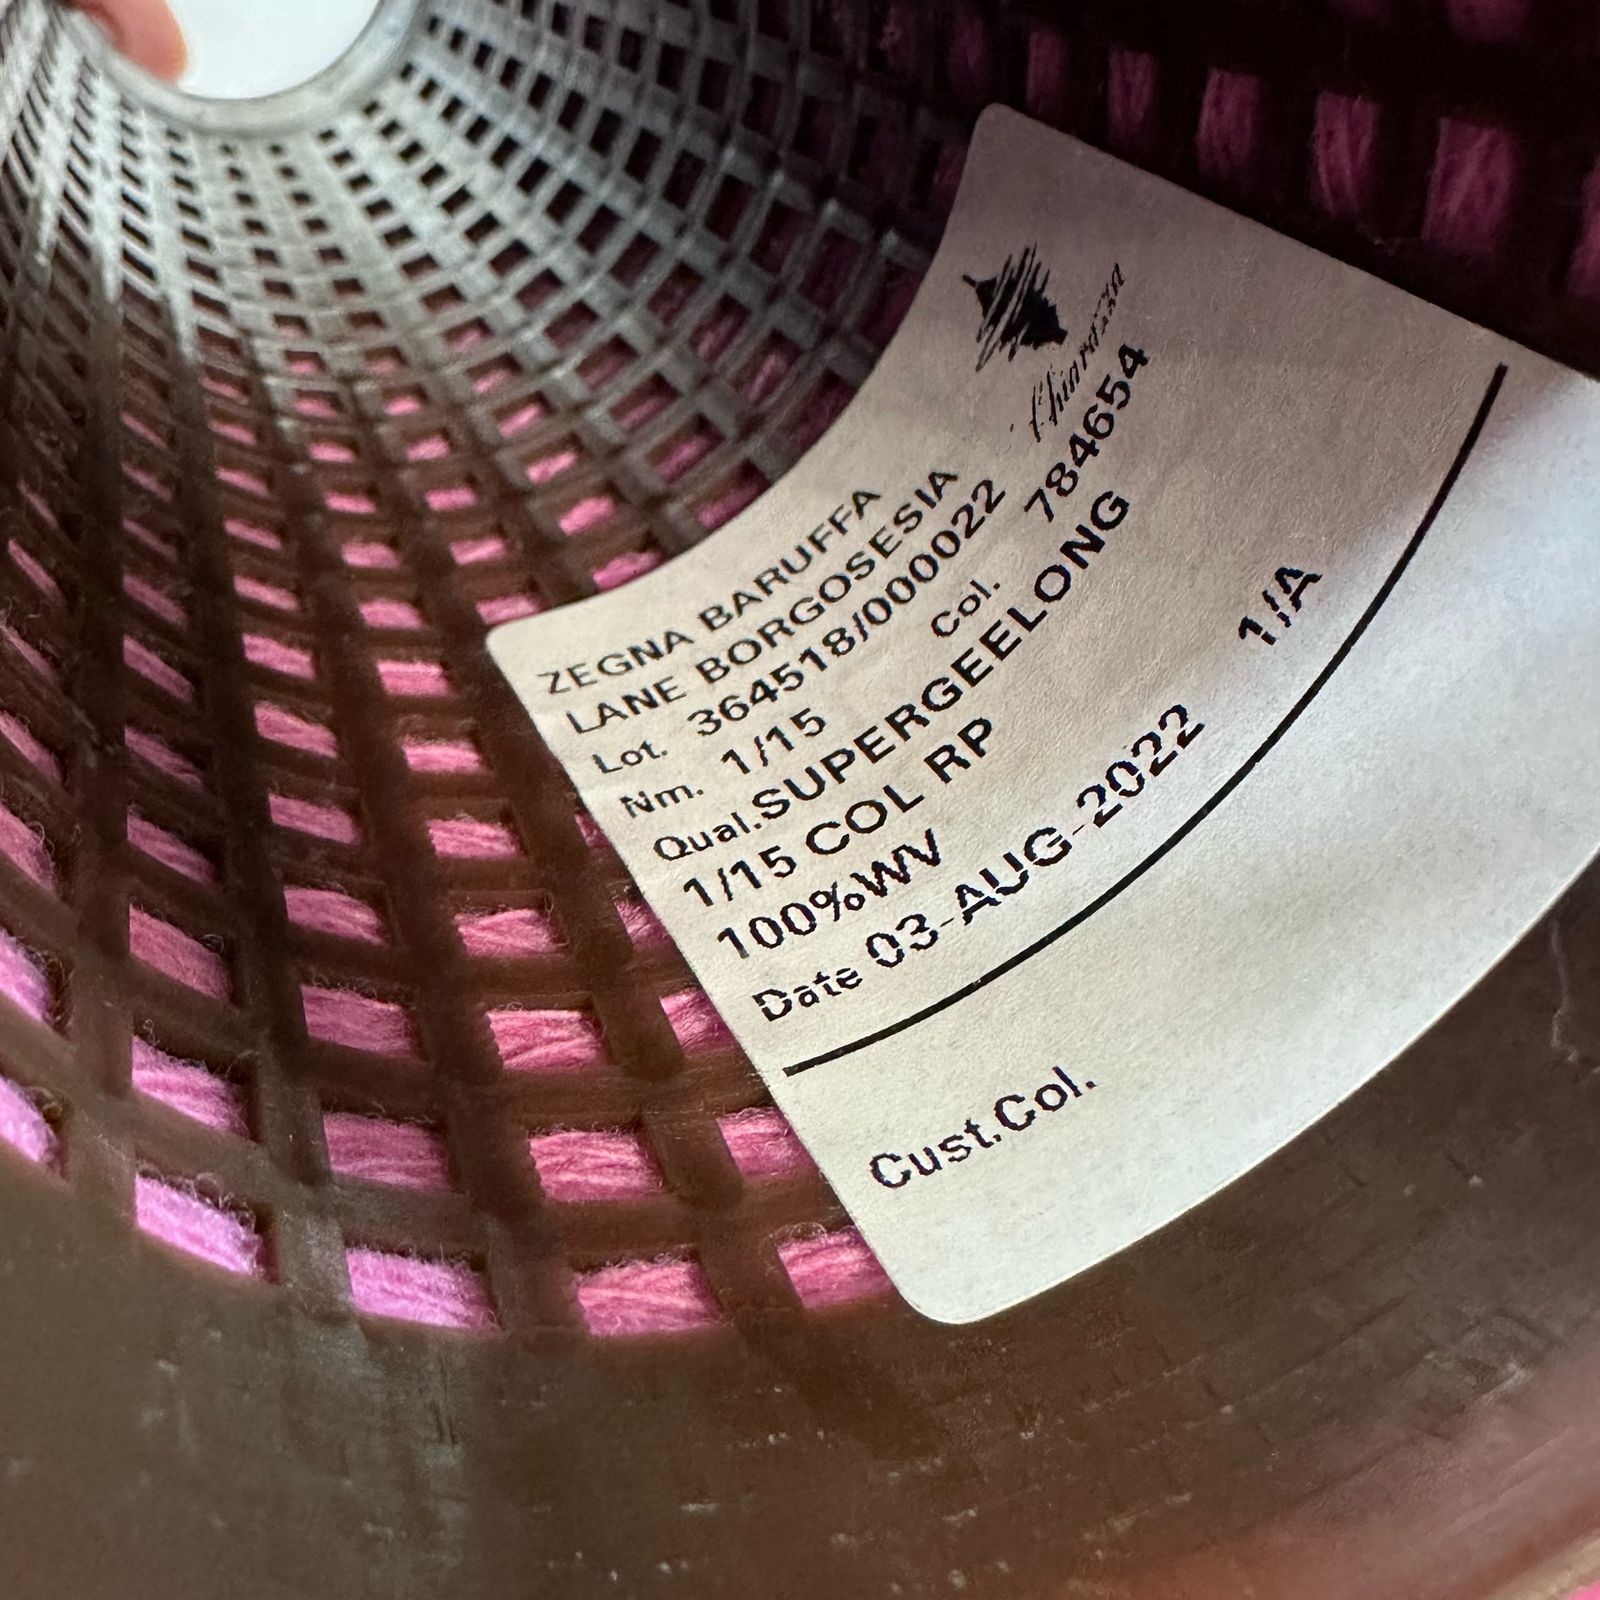 Chiavazza
ZEGNA BARUFFA
LANE BORGOSESIA
Lot. 364518/000022
Nm. 1/15 Col. 784654
Qual.SUPERGEELONG
1/15 COL RP
100%WV
Date 03-AUG-2022 1/A
Cust.Col.